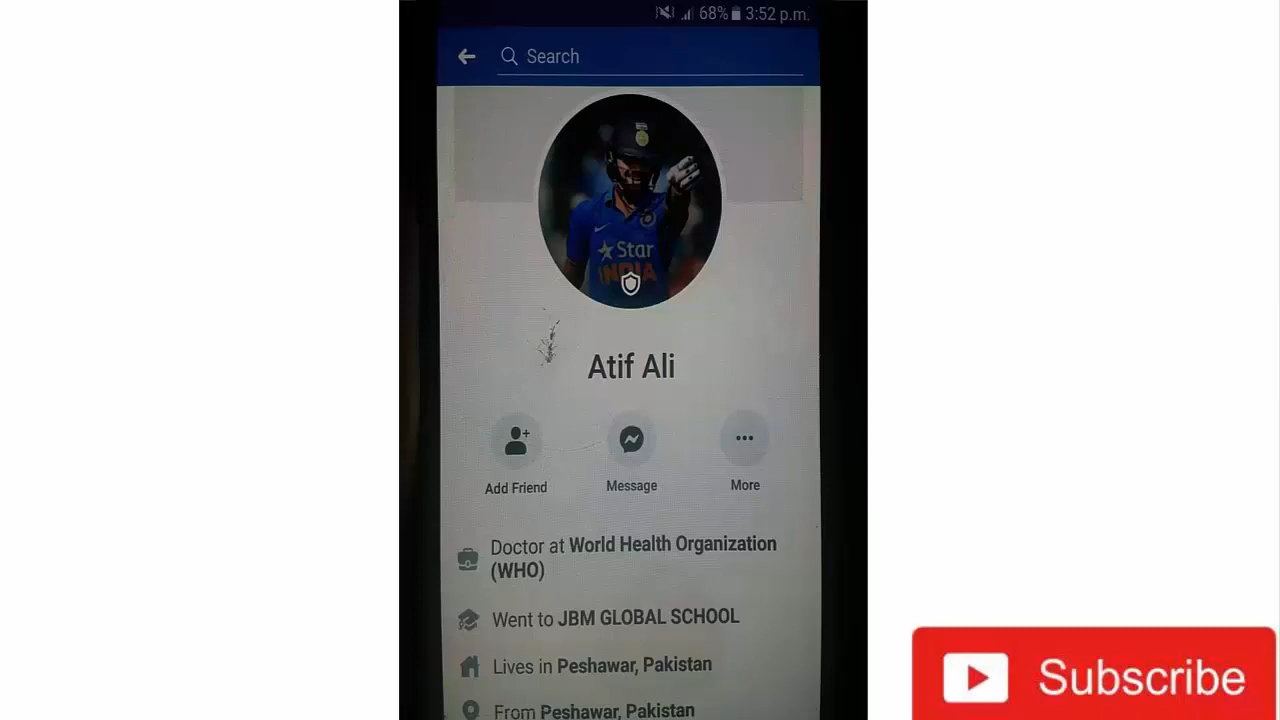 68% 3:52 p.m.
Search
Star
INDIA
Atif Ali
Add Friend
Message
More
Doctor at World Health Organization
(WHO)
Went to JBM GLOBAL SCHOOL
Lives in Peshawar, Pakistan
From Peshawar, Pakistan
Subscribe